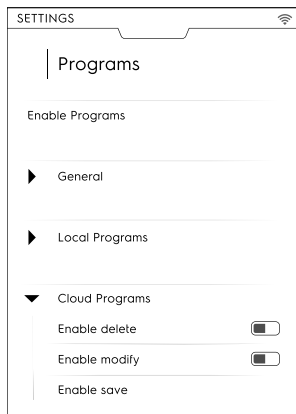 SETTINGS
Programs
Enable Programs
General
Local Programs
Cloud Programs
Enable delete
Enable modify
Enable save